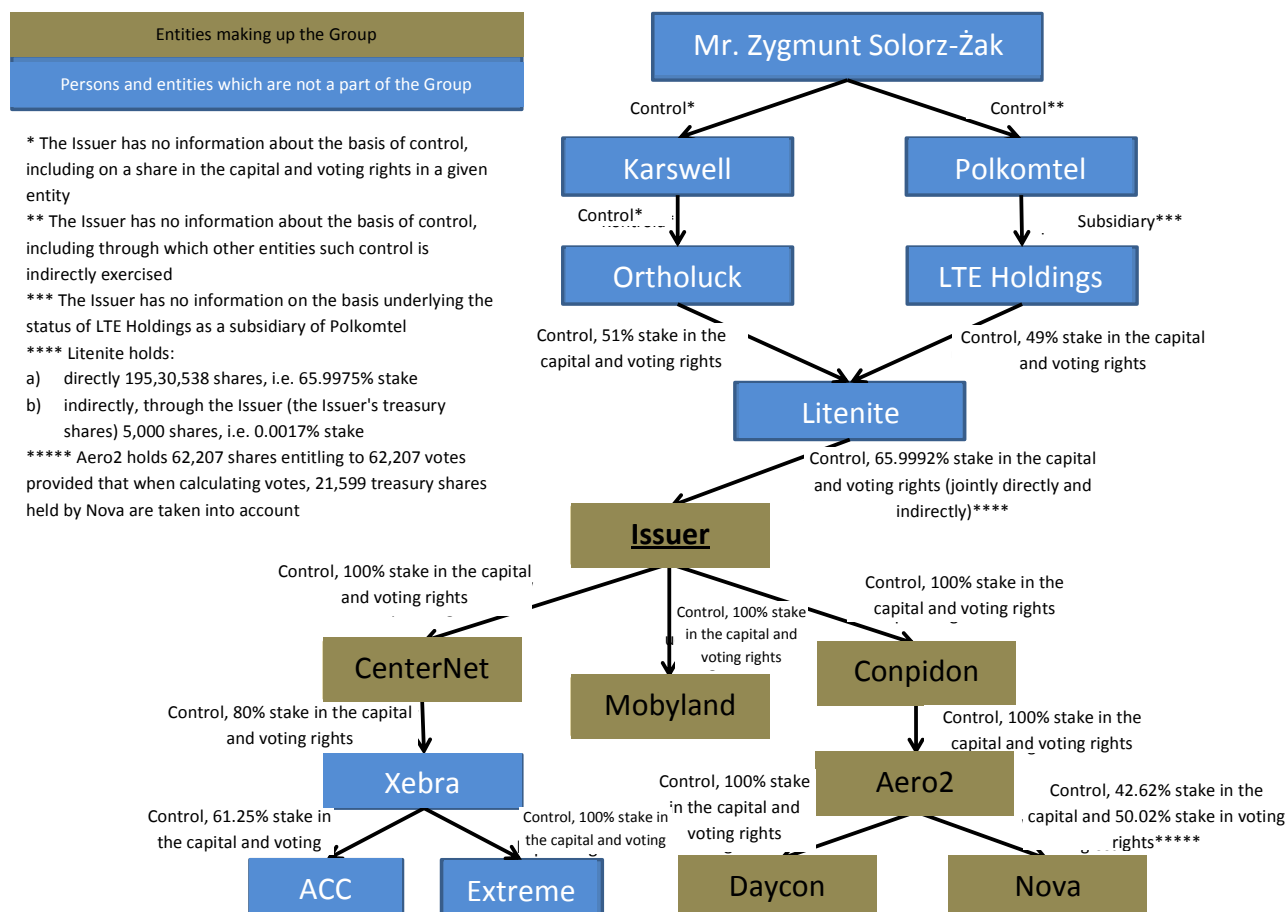 Entities making up the Group
Persons and entities which are not a part of the Group
* The Issuer has no information about the basis of control,
including on a share in the capital and voting rights in a given
entity
** The Issuer has no information about the basis of control,
including through which other entities such control is
indirectly exercised
*** The Issuer has no information on the basis underlying the
status of LTE Holdings as a subsidiary of Polkomtel
**** Litenite holds:
a) directly 195,30,538 shares, i.e. 65.9975% stake
b) indirectly, through the Issuer (the Issuer's treasury
shares) 5,000 shares, i.e. 0.0017% stake
***** Aero2 holds 62,207 shares entitling to 62,207 votes
provided that when calculating votes, 21,599 treasury shares
held by Nova are taken into account
Mr. Zygmunt Solorz-Żak
Control*
Control**
Karswell
Polkomtel
Control*
Subsidiary***
Ortholuck
LTE Holdings
Control, 51% stake in the
capital and voting rights
Control, 49% stake in the capital
and voting rights
Litenite
Control, 65.9992% stake in the capital
and voting rights (jointly directly and
indirectly)****
Issuer
Control, 100% stake in the capital
and voting rights
Control, 100% stake
in the capital and
voting rights
Control, 100% stake in the
capital and voting rights
CenterNet
Mobyland
Conpidon
Control, 80% stake in the capital
and voting rights
Control, 100% stake in the
capital and voting rights
Xebra
Aero2
Control, 61.25% stake in
the capital and voting
Control, 100% stake in
the capital and voting
Control, 100% stake
in the capital and
voting rights
Control, 42.62% stake in the
capital and 50.02% stake in voting
rights*****
ACC
Extreme
Daycon
Nova